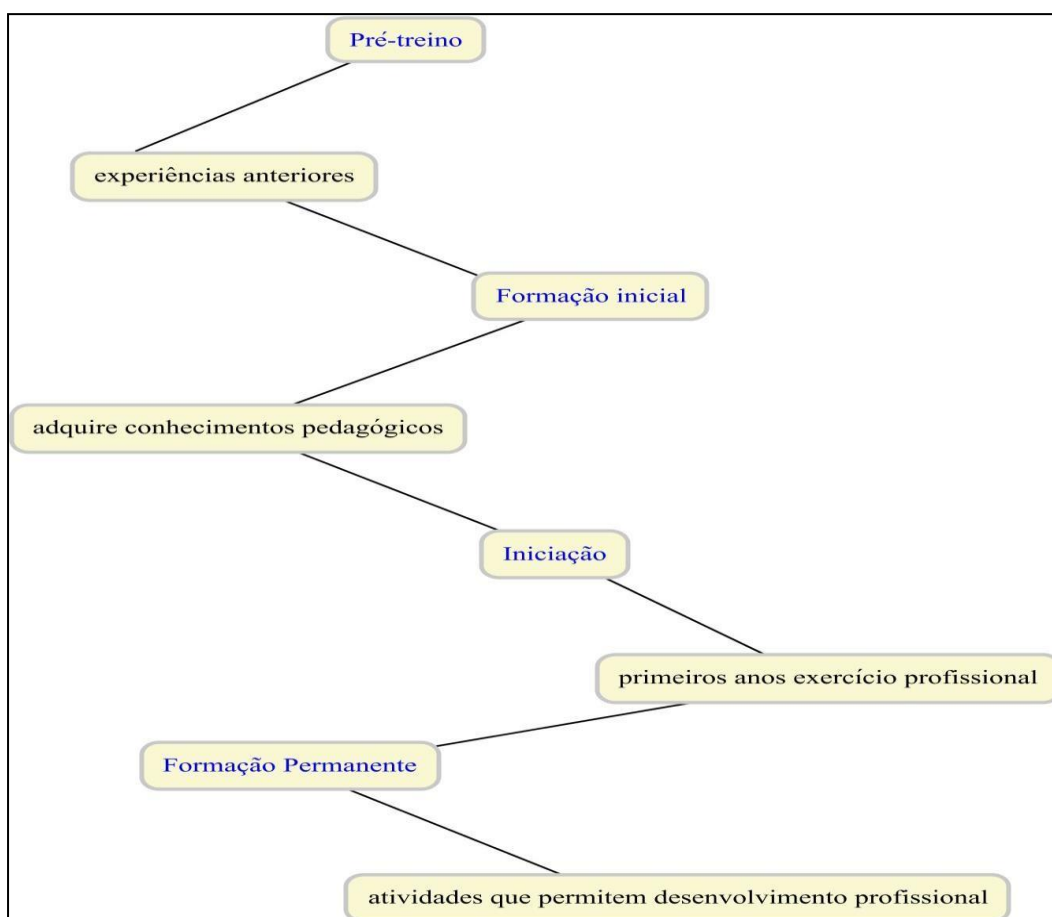 Pré-treino
experiências anteriores
Formação inicial
adquire conhecimentos pedagógicos
Iniciação
primeiros anos exercício profissional
Formação Permanente
atividades que permitem desenvolvimento profissional